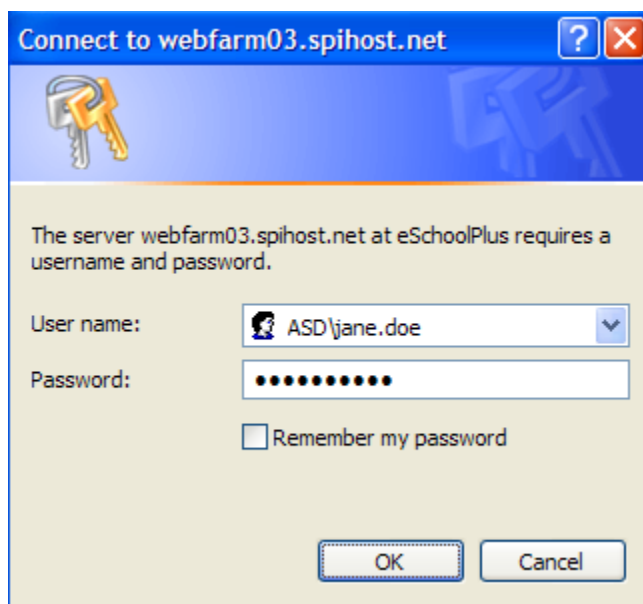 Connect to webfarm03.spihost.net
The server webfarm03.spihost.net at eSchoolPlus requires a
username and password.
User name: ASD\jane.doe
Password: ●●●●●●●●●●
Remember my password
OK Cancel